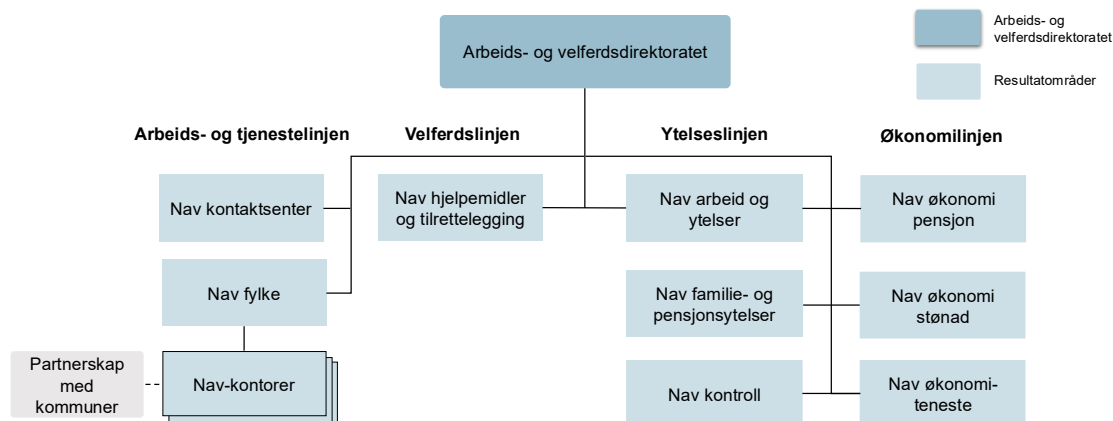 Arbeids- og velferdsdirektoratet
Arbeids- og
velferdsdirektoratet
Resultatområder
Arbeids- og tjenestelinjen
Velferdslinjen
Ytelseslinjen
Økonomilinjen
Nav kontaktsenter
Nav hjelpemidler
og tilrettelegging
Nav arbeid og
ytelser
Nav økonomi
pensjon
Nav fylke
Nav familie- og
pensjonsytelser
Nav økonomi
stønad
Partnerskap
med
kommuner
Nav-kontorer
Nav kontroll
Nav økonomi-
teneste